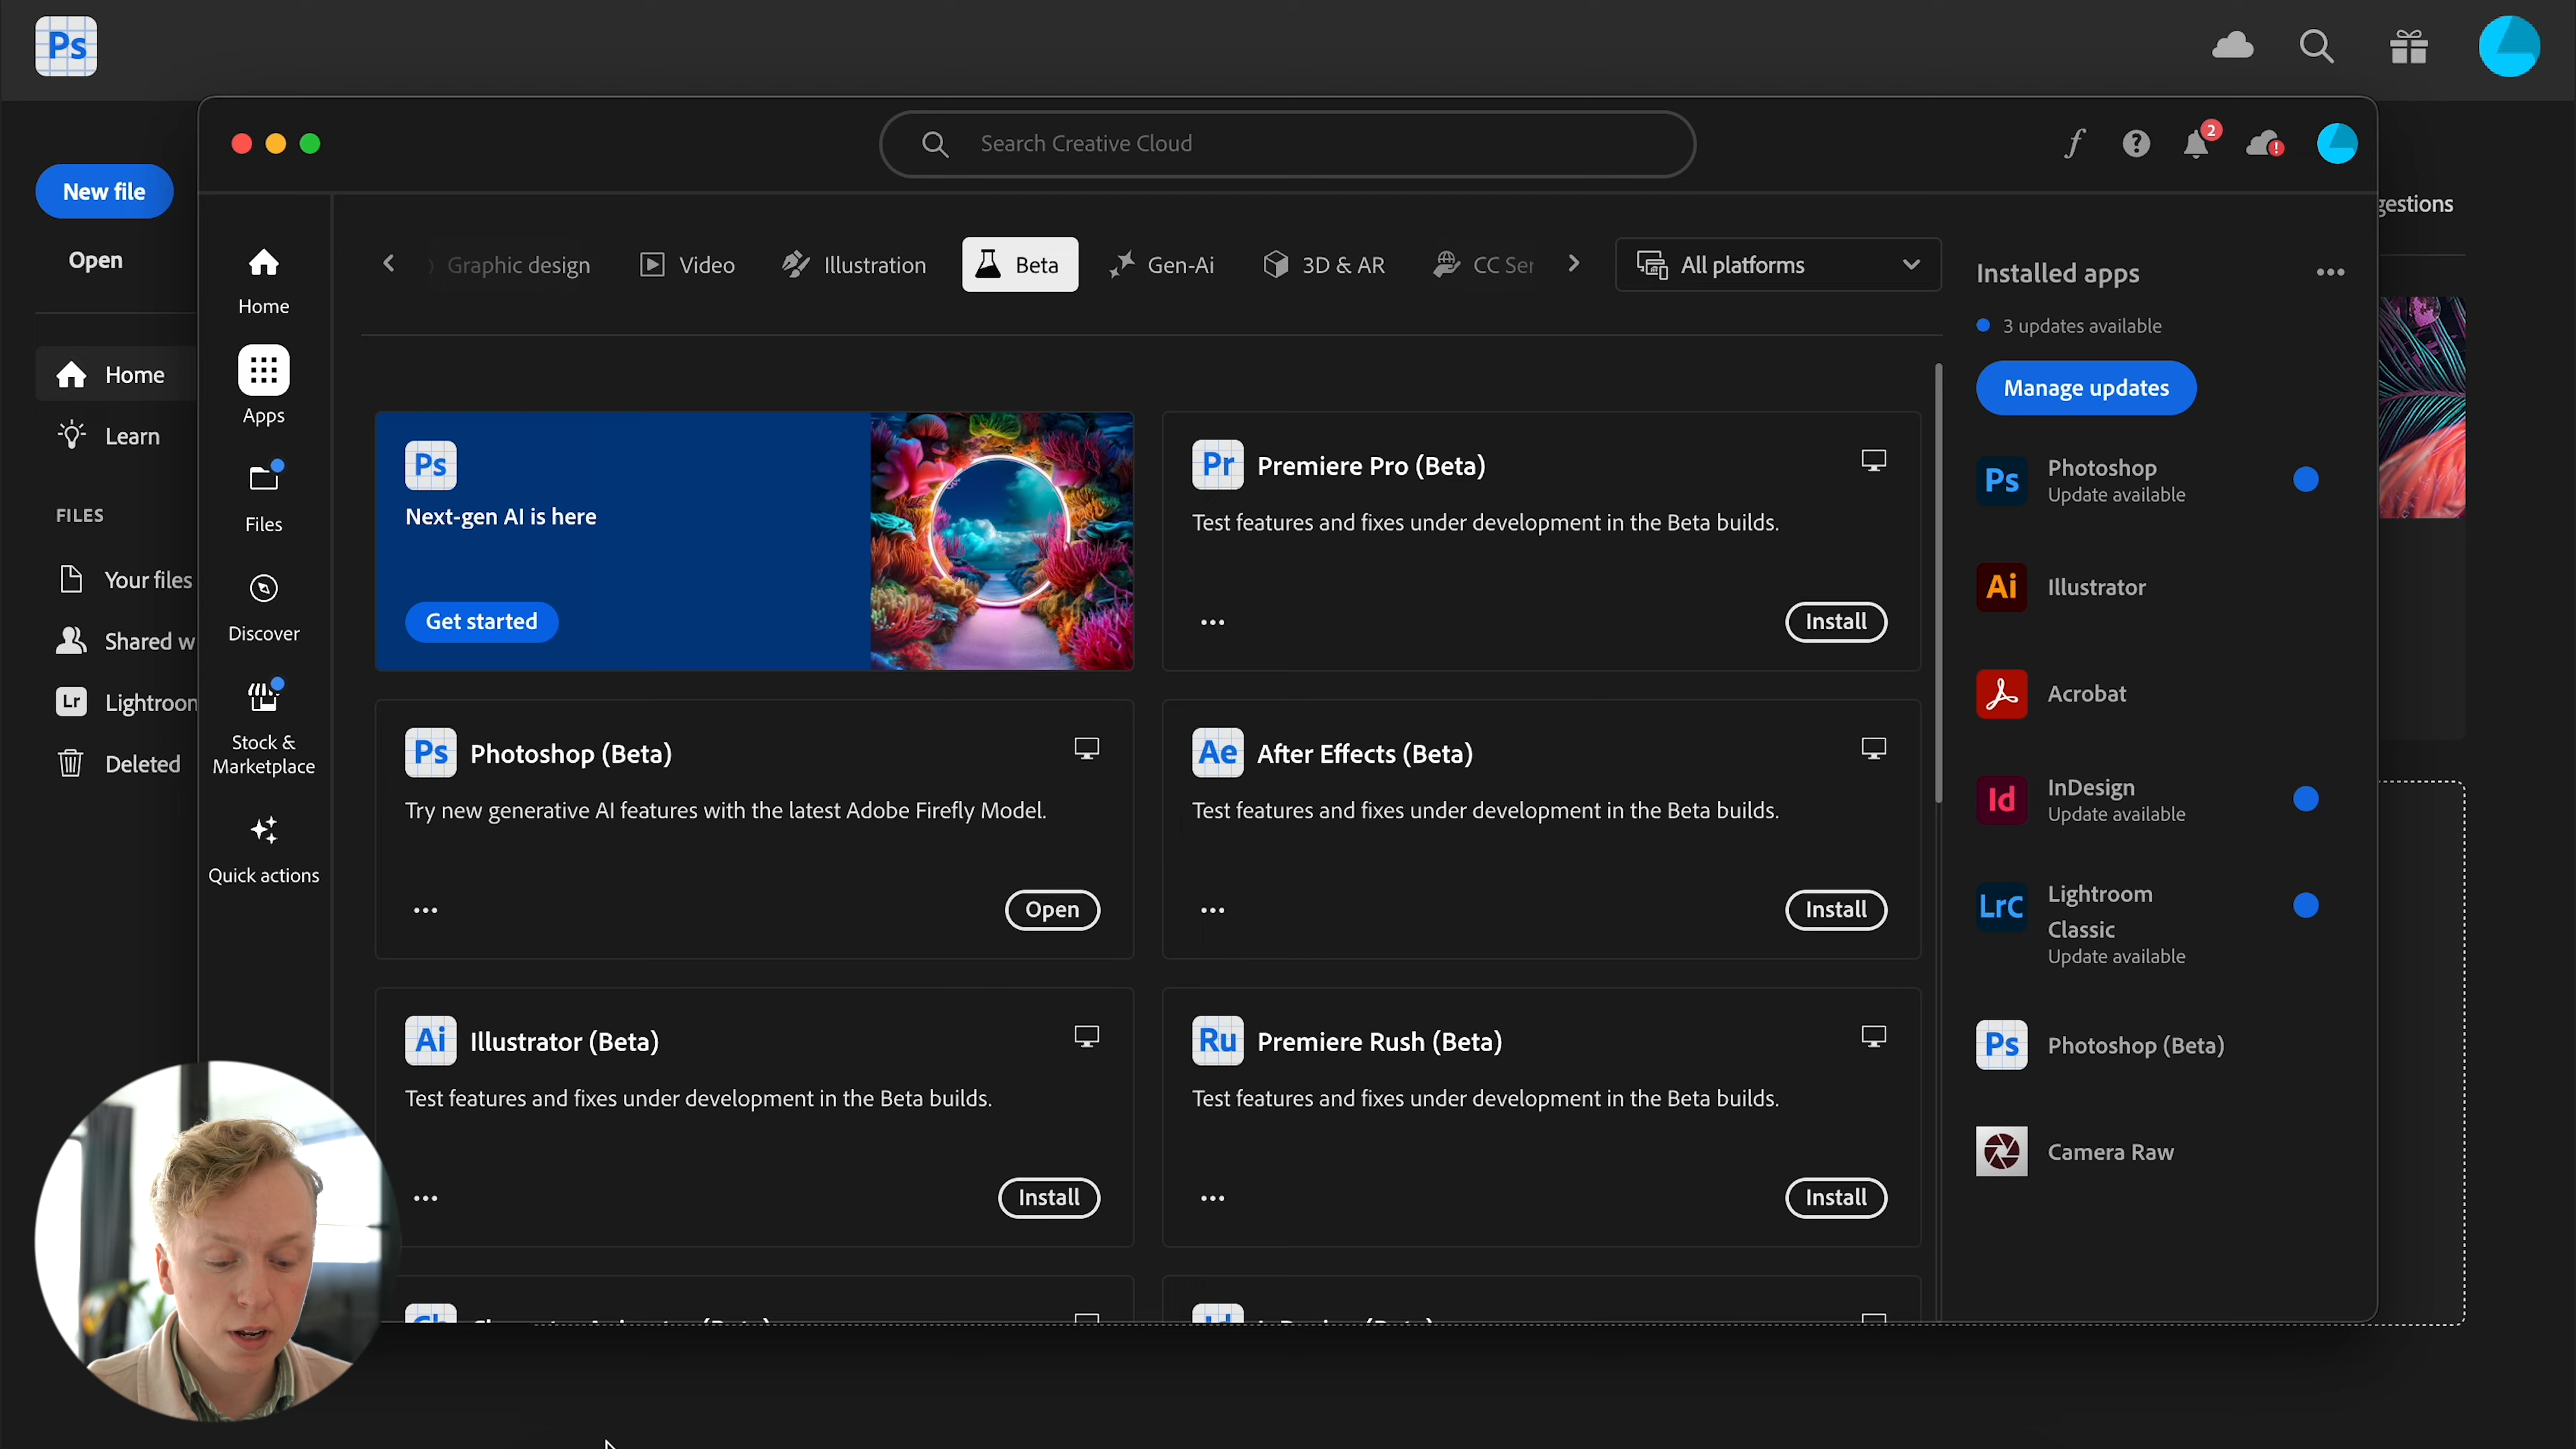 Ps
New file
Open
Home
Learn
FILES
Your files
Shared w
Lightroom
Lr
Deleted
gestions
Search Creative Cloud
2
Home
Apps
Files
Discover
Stock &
Marketplace
Quick actions
Graphic design
Video
Illustration
Beta
Gen-Ai
3D & AR
CC Ser
All platforms
Ps
Next-gen AI is here
Get started
Pr Premiere Pro (Beta)
Test features and fixes under development in the Beta builds.
Install
Ps Photoshop (Beta)
Try new generative AI features with the latest Adobe Firefly Model.
Open
Ae After Effects (Beta)
Test features and fixes under development in the Beta builds.
Install
Ai Illustrator (Beta)
Test features and fixes under development in the Beta builds.
Install
Ru Premiere Rush (Beta)
Test features and fixes under development in the Beta builds.
Install
Installed apps
3 updates available
Manage updates
Ps Photoshop
Update available
Ai Illustrator
Acrobat
Id InDesign
Update available
LrC Lightroom
Classic
Update available
Ps Photoshop (Beta)
Camera Raw